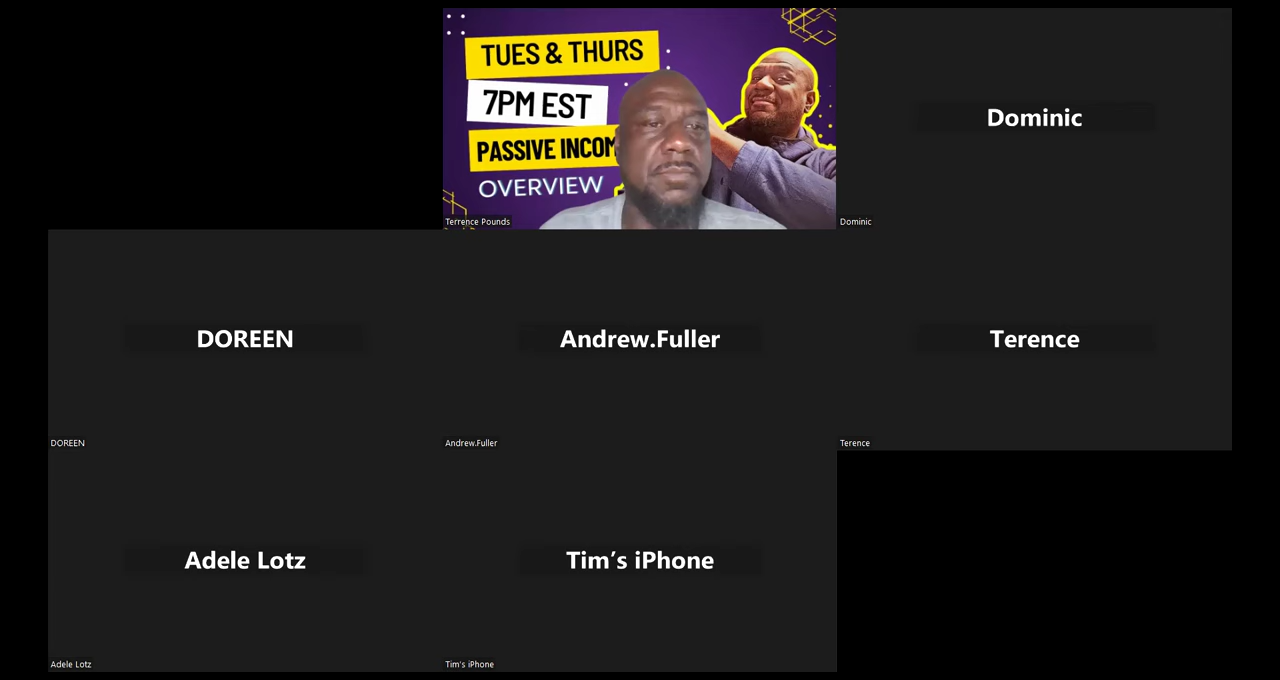 TUES & THURS
7PM EST
PASSIVE INCOM
OVERVIEW
Terrence Pounds
Dominic
Dominic
DOREEN
DOREEN
Andrew.Fuller
Andrew.Fuller
Terence
Terence
Adele Lotz
Adele Lotz
Tim's iPhone
Tim's iPhone